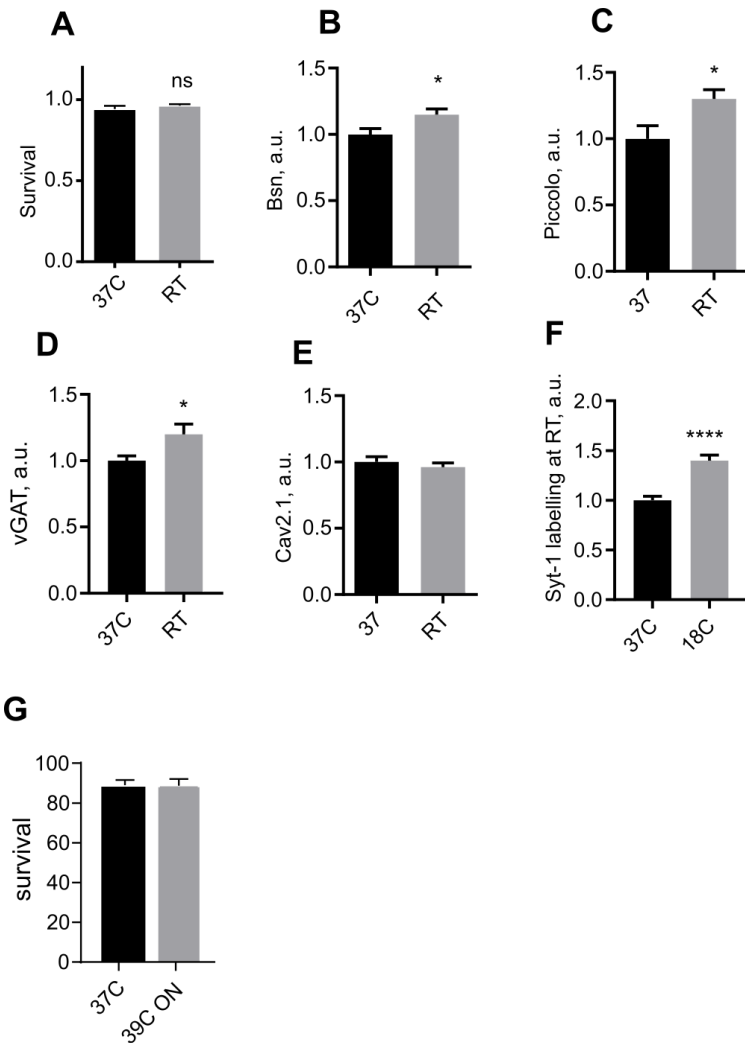 A
Survival
1.0
0.5
0.0
ns
37C
RT
B
Bsn, a.u.
1.5
1.0
0.5
0.0
*
37C
RT
C
Piccolo, a.u.
1.5
1.0
0.5
0.0
*
37
RT
D
vGAT, a.u.
1.5
1.0
0.5
0.0
*
37C
RT
E
Cav2.1, a.u.
1.5
1.0
0.5
0.0
37
RT
F
Syt-1 labelling at RT, a.u.
2.0
1.5
1.0
0.5
0.0
****
37C
18C
G
survival
100
80
60
40
20
0
37C
39C ON